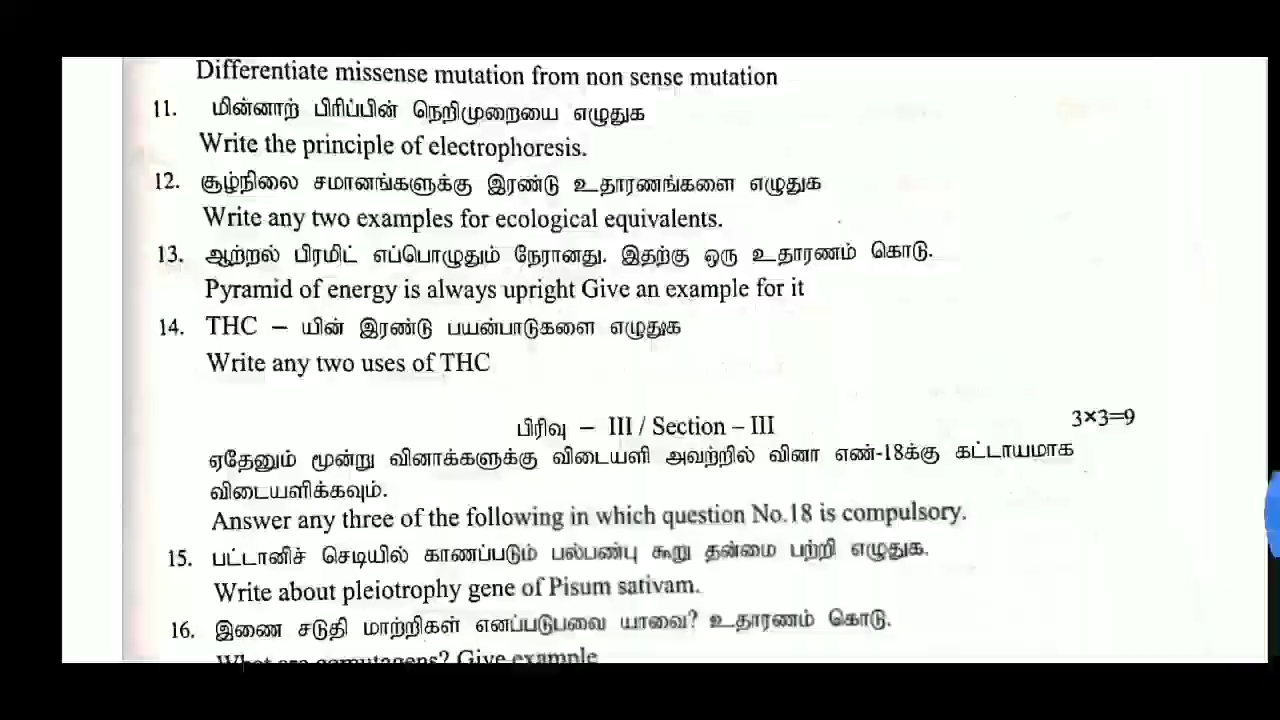 Differentiate missense mutation from non sense mutation
11. மின்னாற் பிரிப்பின் நெறிமுறையை எழுதுக
Write the principle of electrophoresis.
12. சூழ்நிலை சமானங்களுக்கு இரண்டு உதாரணங்களை எழுதுக
Write any two examples for ecological equivalents.
13. ஆற்றல் பிரமிட் எப்பொழுதும் நேரானது. இதற்கு ஒரு உதாரணம் கொடு.
Pyramid of energy is always upright Give an example for it
14. THC – யின் இரண்டு பயன்பாடுகளை எழுதுக
Write any two uses of THC
பிரிவு – III / Section – III 3×3=9
ஏதேனும் மூன்று வினாக்களுக்கு விடையளி அவற்றில் வினா எண்-18க்கு கட்டாயமாக
விடையளிக்கவும்.
Answer any three of the following in which question No.18 is compulsory.
15. பட்டானிச் செடியில் காணப்படும் பல்பண்பு கூறு தன்மை பற்றி எழுதுக.
Write about pleiotrophy gene of Pisum sativam.
16. இணை சடுதி மாற்றிகள் எனப்படுபவை யாவை? உதாரணம் கொடு.
What are comutagens? Give example